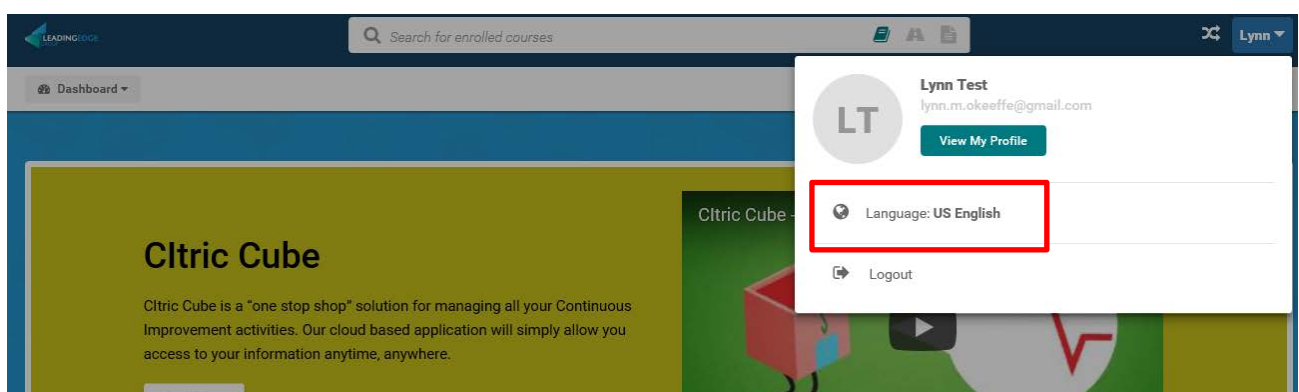 LEADINGEDGE
Search for enrolled courses
Lynn
Dashboard
Lynn Test
lynn.m.okeeffe@gmail.com
LT
View My Profile
Language: US English
Logout
CItric Cube -
CItric Cube
CItric Cube is a "one stop shop" solution for managing all your Continuous
Improvement activities. Our cloud based application will simply allow you
access to your information anytime, anywhere.